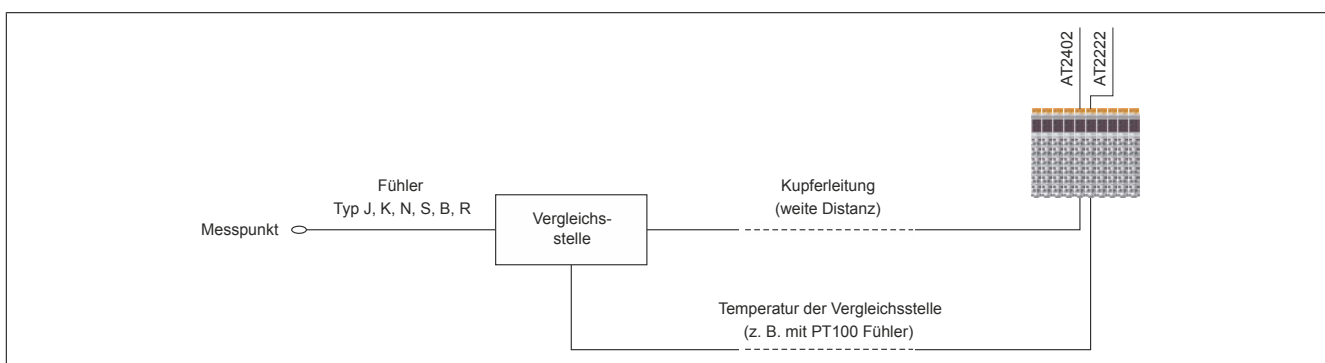 AT2402
AT2222
Fühler
Typ J, K, N, S, B, R
Kupferleitung
(weite Distanz)
Messpunkt
Vergleichs-
stelle
Temperatur der Vergleichsstelle
(z. B. mit PT100 Fühler)